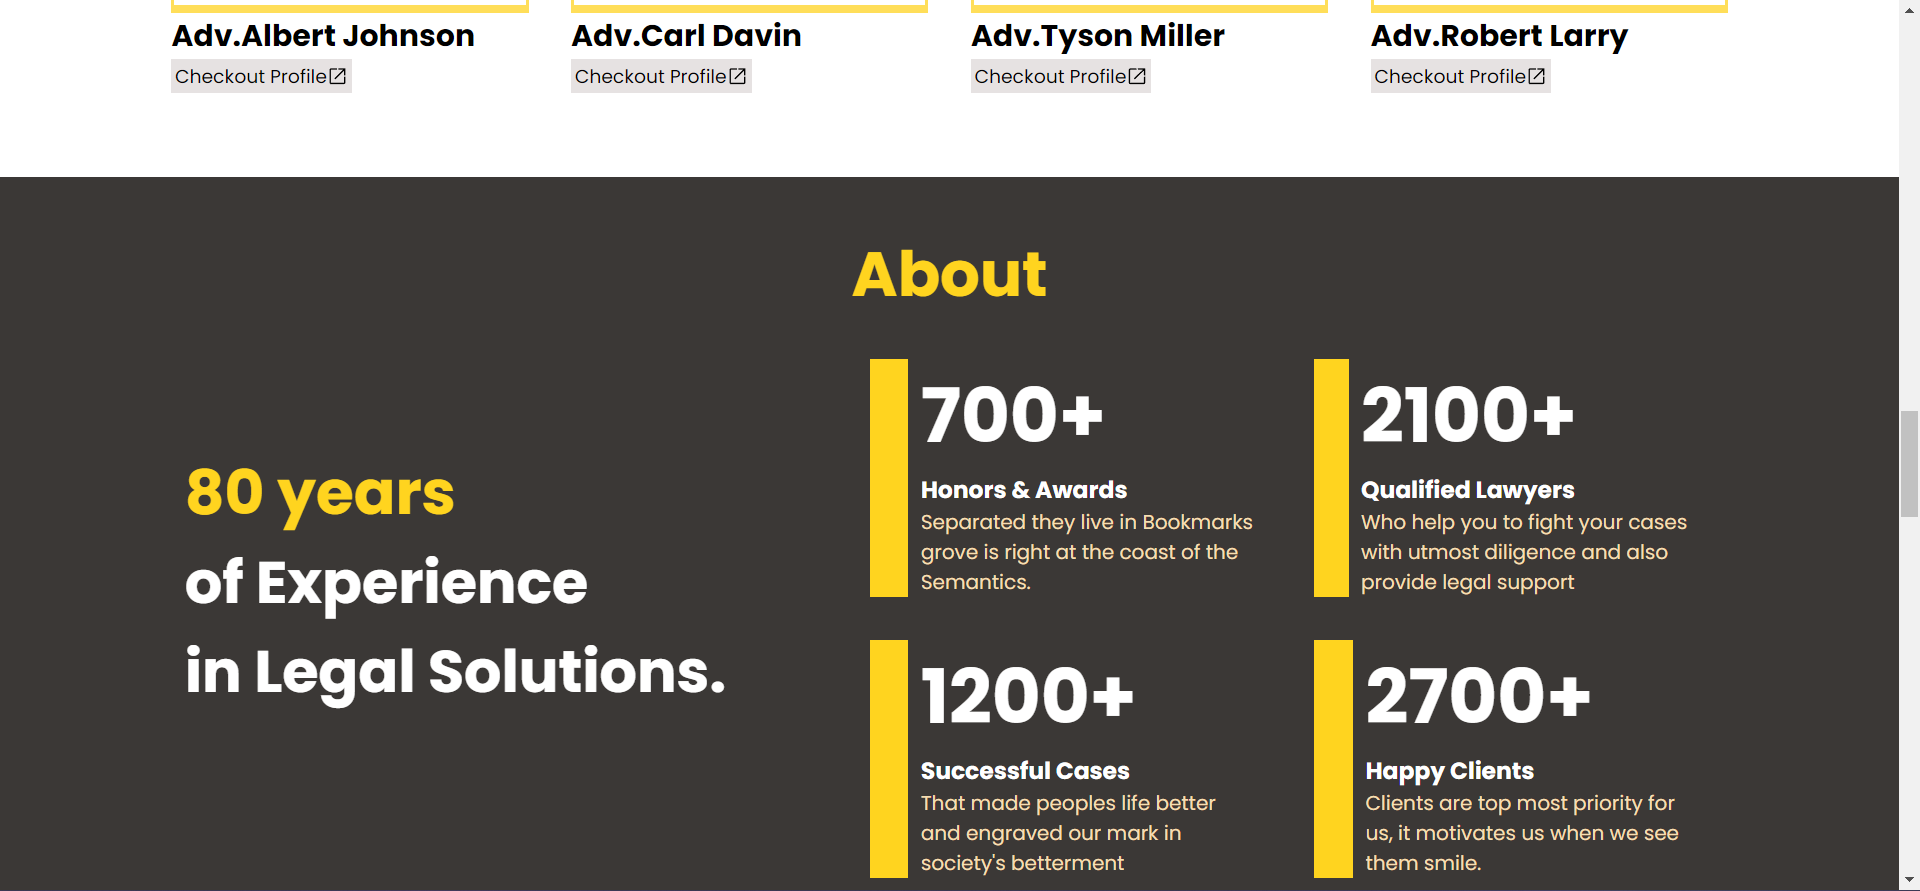 Adv.Albert Johnson
Checkout Profile
Adv.Carl Davin
Checkout Profile
Adv.Tyson Miller
Checkout Profile
Adv.Robert Larry
Checkout Profile
About
80 years
of Experience
in Legal Solutions.
700+
Honors & Awards
Separated they live in Bookmarks
grove is right at the coast of the
Semantics.
2100+
Qualified Lawyers
Who help you to fight your cases
with utmost diligence and also
provide legal support
1200+
Successful Cases
That made peoples life better
and engraved our mark in
society's betterment
2700+
Happy Clients
Clients are top most priority for
us, it motivates us when we see
them smile.